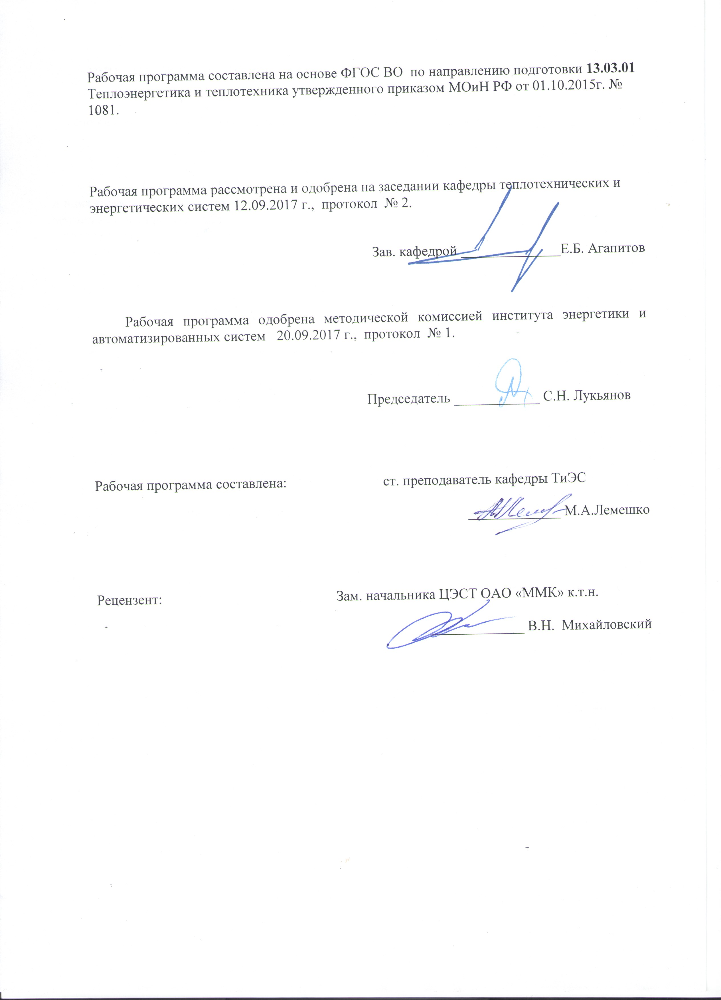 Рабочая программа составлена на основе ФГОС ВО по направлению подготовки 13.03.01
Теплоэнергетика и теплотехника утвержденного приказом МОиН РФ от 01.10.2015г. №
1081.
Рабочая программа рассмотрена и одобрена на заседании кафедры теплотехнических и
энергетических систем 12.09.2017 г., протокол № 2.
Зав. кафедрой ______________Е.Б. Агапитов
Рабочая программа одобрена методической комиссией института энергетики и
автоматизированных систем 20.09.2017 г., протокол № 1.
Председатель ____________ С.Н. Лукьянов
Рабочая программа составлена: ст. преподаватель кафедры ТиЭС
_____________ М.А.Лемешко
Рецензент: Зам. начальника ЦЭСТ ОАО «ММК» к.т.н.
_____________ В.Н. Михайловский